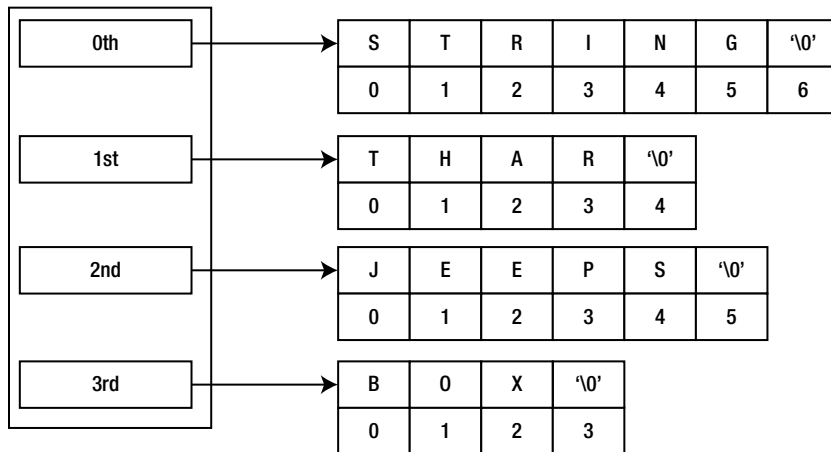 0th S T R I N G ‘\0’
0 1 2 3 4 5 6
1st T H A R ‘\0’
0 1 2 3 4
2nd J E E P S ‘\0’
0 1 2 3 4 5
3rd B O X ‘\0’
0 1 2 3